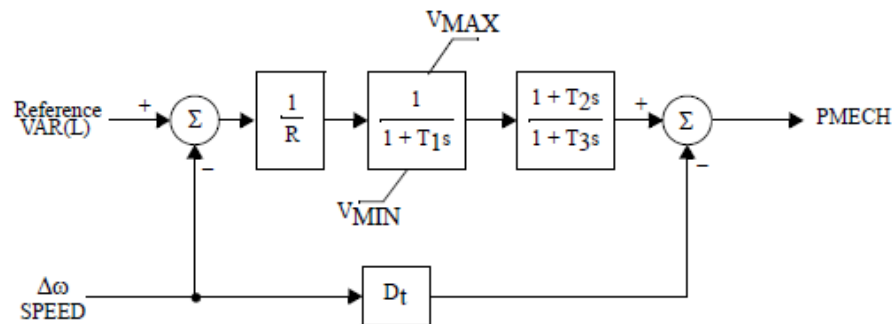 VMAX
Reference
VAR(L)
+
Σ
−
1
R
1
1 + T1s
VMIN
1 + T2s
1 + T3s
+
Σ
−
PMECH
Δω
SPEED
Dt